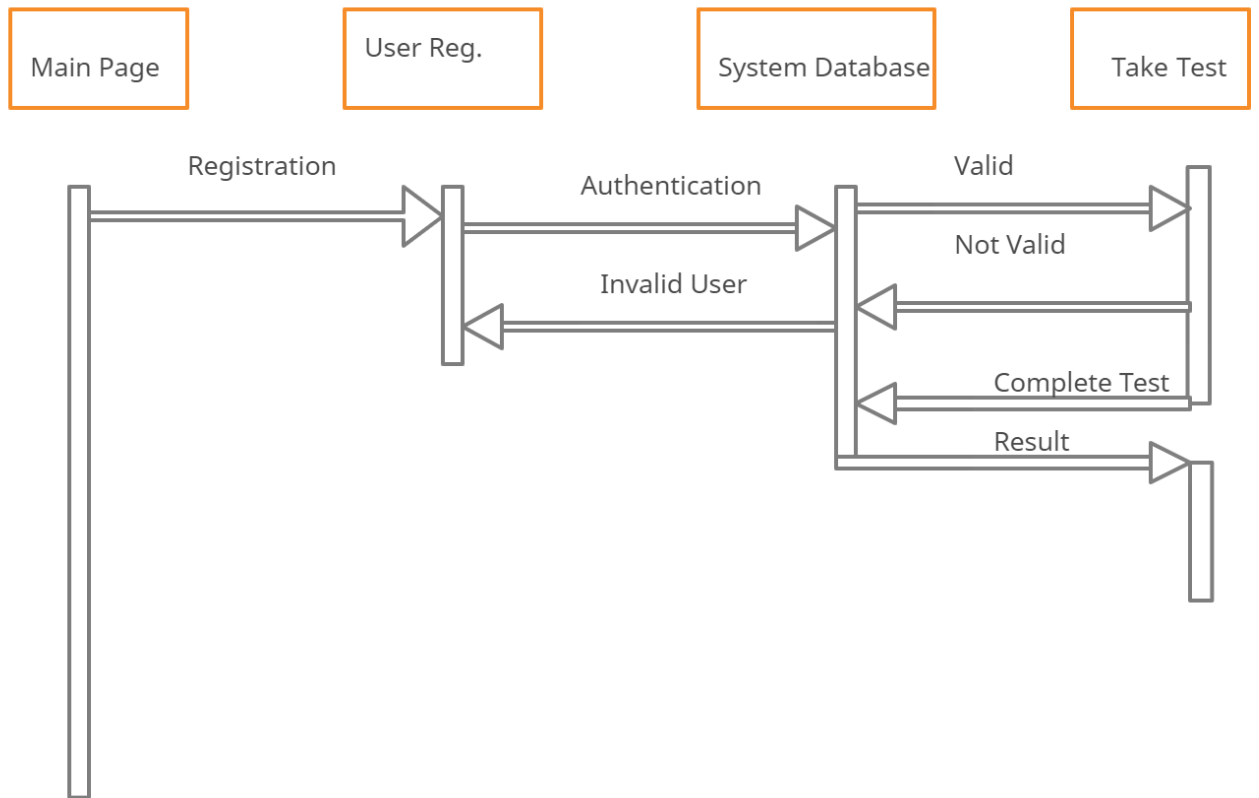 Main Page
User Reg.
System Database
Take Test
Registration
Authentication
Valid
Not Valid
Invalid User
Complete Test
Result